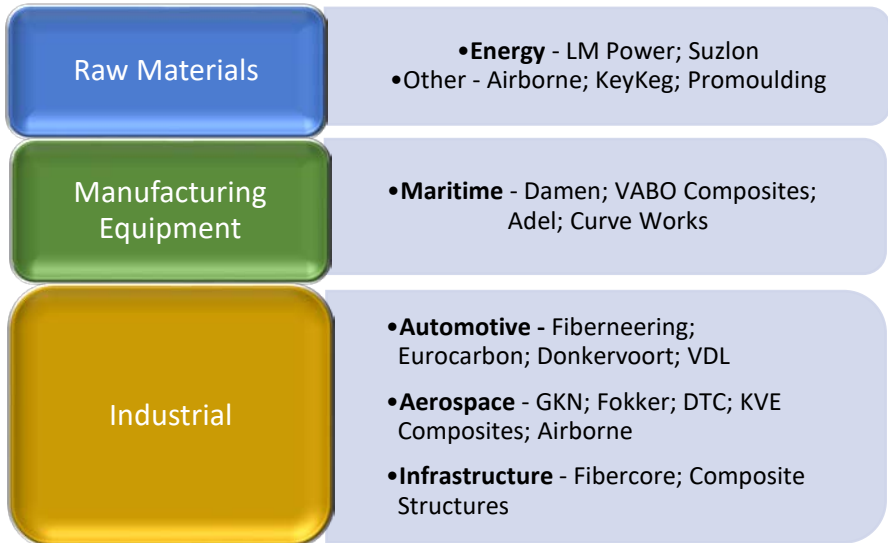 Raw Materials
•Energy - LM Power; Suzlon
•Other - Airborne; KeyKeg; Promoulding
Manufacturing
Equipment
•Maritime - Damen; VABO Composites;
Adel; Curve Works
Industrial
•Automotive - Fiberneering;
Eurocarbon; Donkervoort; VDL
•Aerospace - GKN; Fokker; DTC; KVE
Composites; Airborne
•Infrastructure - Fibercore; Composite
Structures